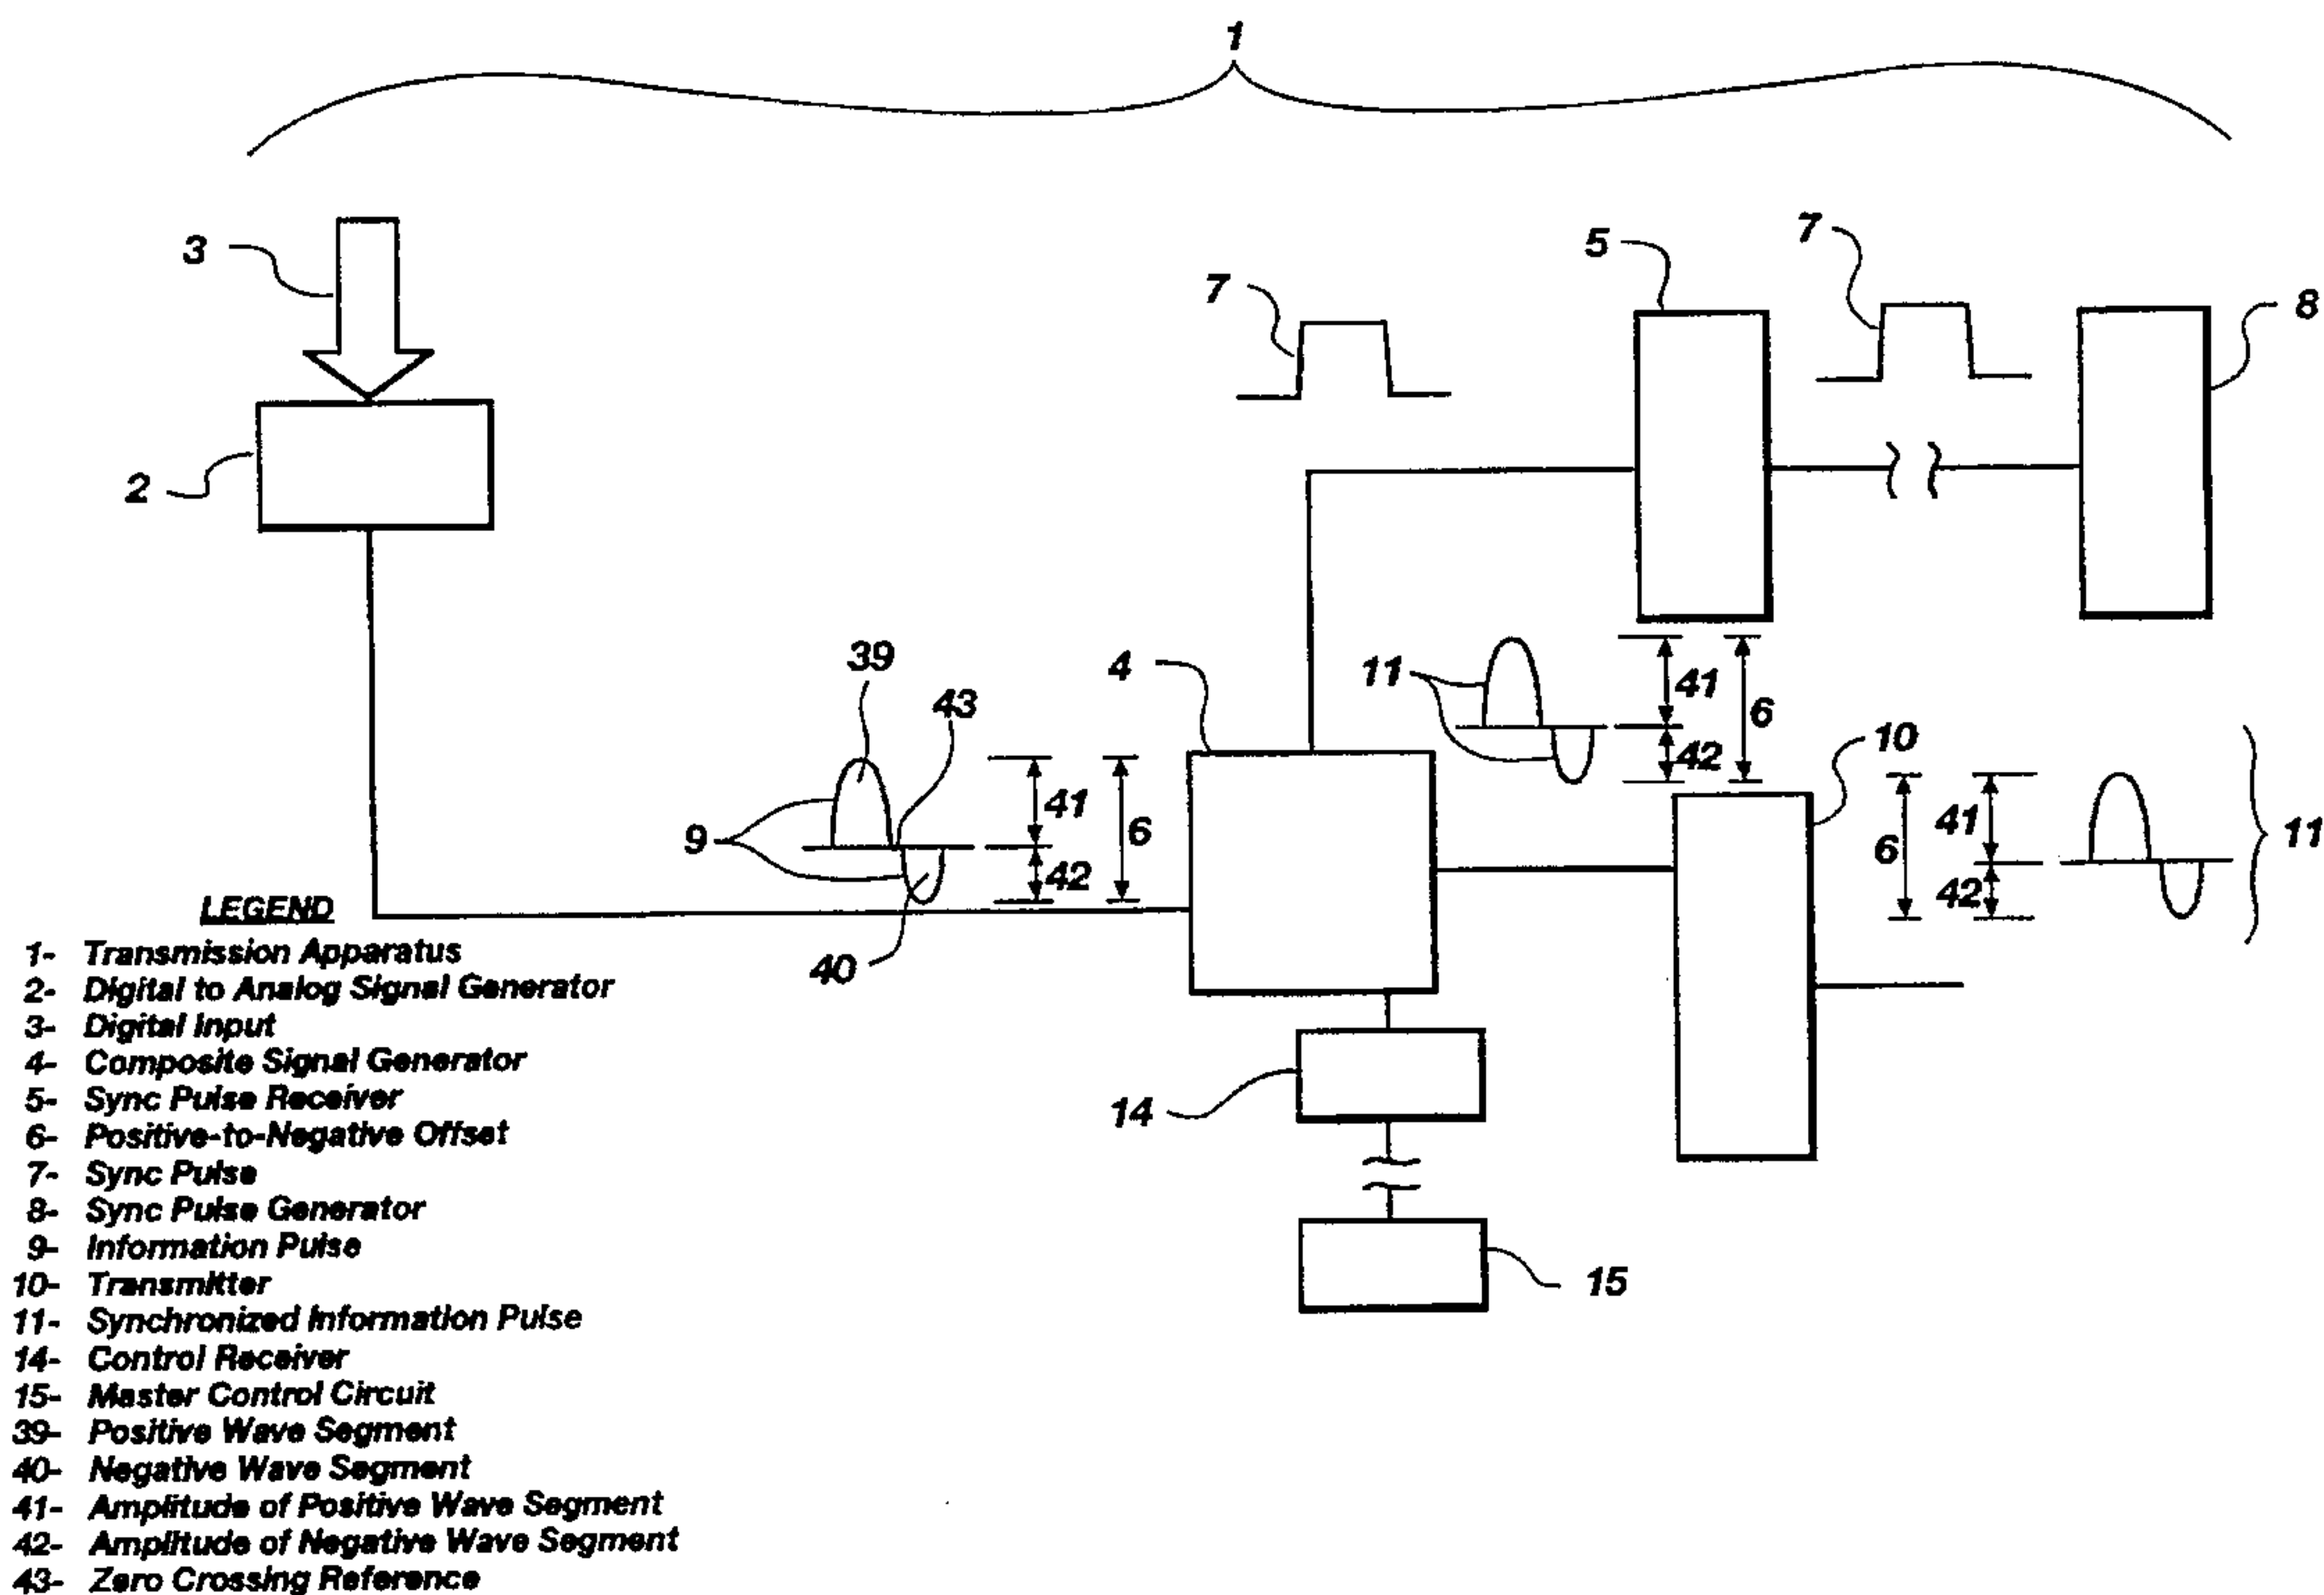 1
3
5
7
7
8
2
39
4
11
41
6
43
42
10
9
41
6
41
6
11
42
42
40
14
15
LEGEND
1- Transmission Apparatus
2- Digital to Analog Signal Generator
3- Digital Input
4- Composite Signal Generator
5- Sync Pulse Receiver
6- Positive-to-Negative Offset
7- Sync Pulse
8- Sync Pulse Generator
9- Information Pulse
10- Transmitter
11- Synchronized Information Pulse
14- Control Receiver
15- Master Control Circuit
39- Positive Wave Segment
40- Negative Wave Segment
41- Amplitude of Positive Wave Segment
42- Amplitude of Negative Wave Segment
43- Zero Crossing Reference